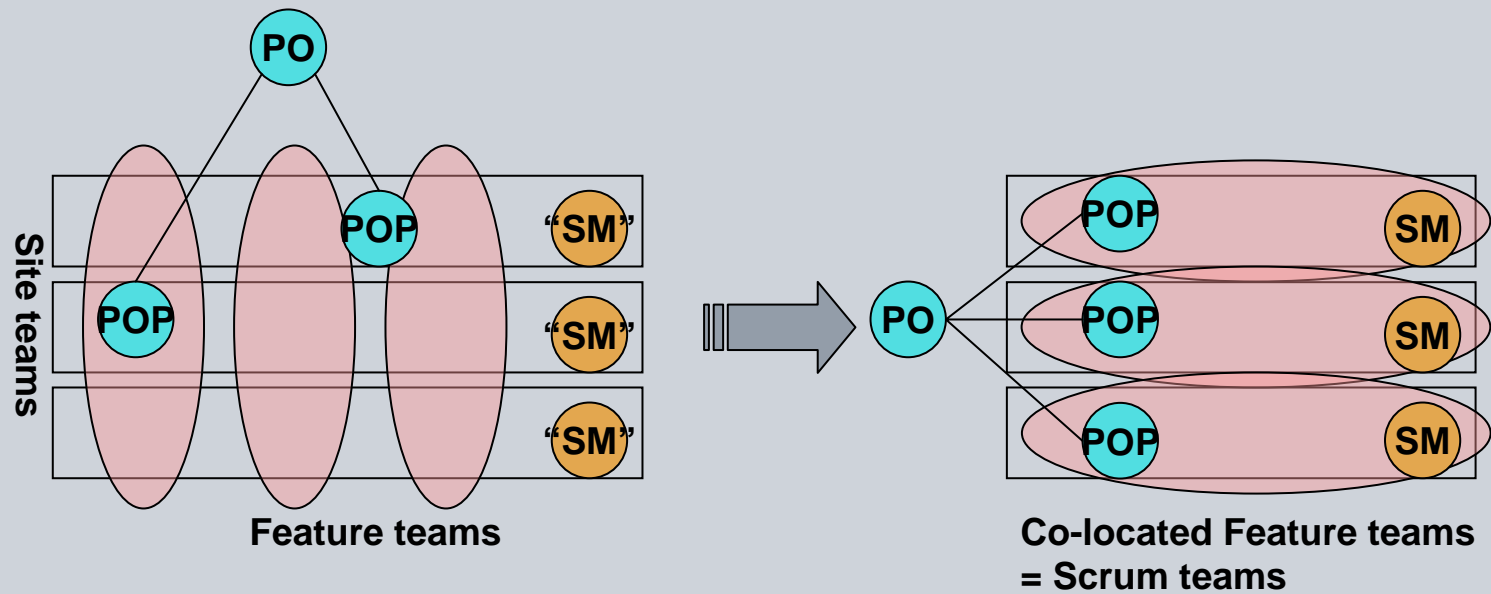 PO
POP
“SM”
POP
“SM”
“SM”
Site teams
Feature teams
PO
POP
SM
POP
SM
POP
SM
Co-located Feature teams
= Scrum teams